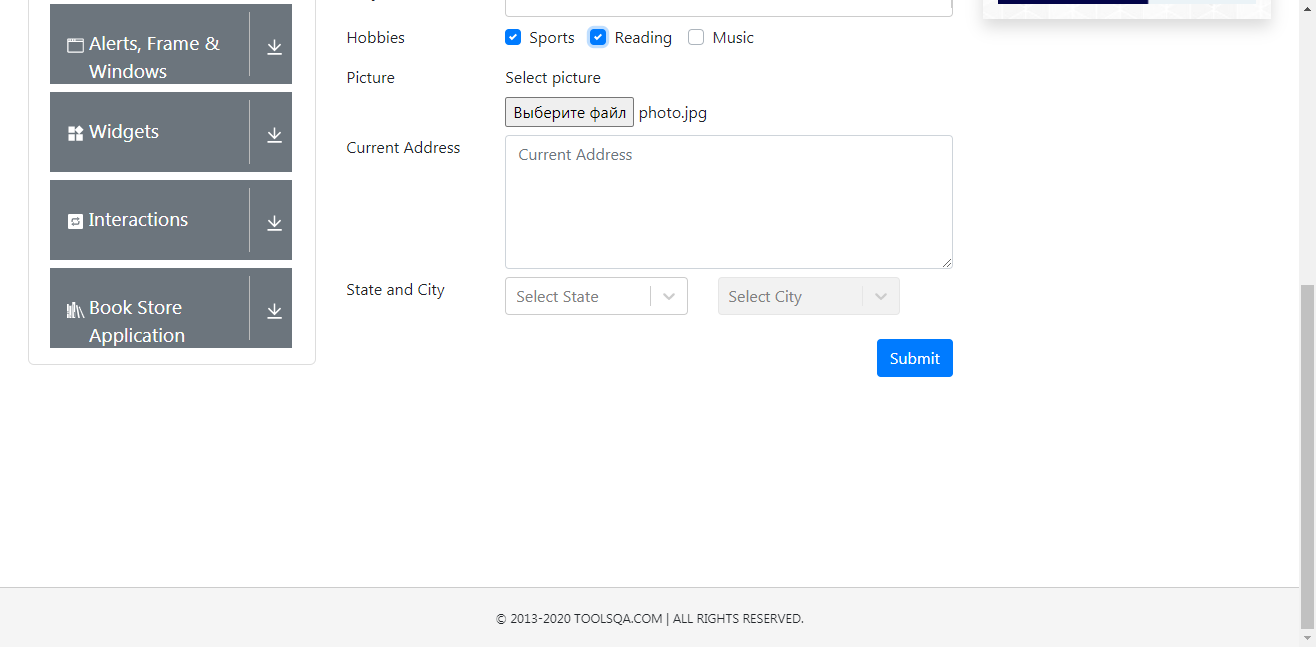 Alerts, Frame &
Windows
Widgets
Interactions
Book Store
Application
Hobbies
Sports Reading Music
Picture
Select picture
Выберите файл photo.jpg
Current Address
Current Address
State and City
Select State
Select City
Submit
© 2013-2020 TOOLSQA.COM | ALL RIGHTS RESERVED.